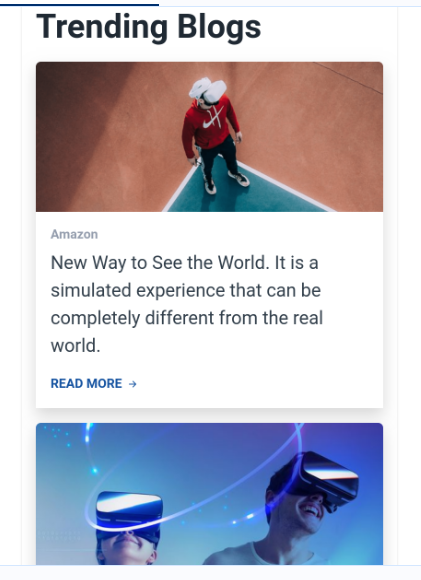 Trending Blogs
Amazon
New Way to See the World. It is a
simulated experience that can be
completely different from the real
world.
READ MORE →